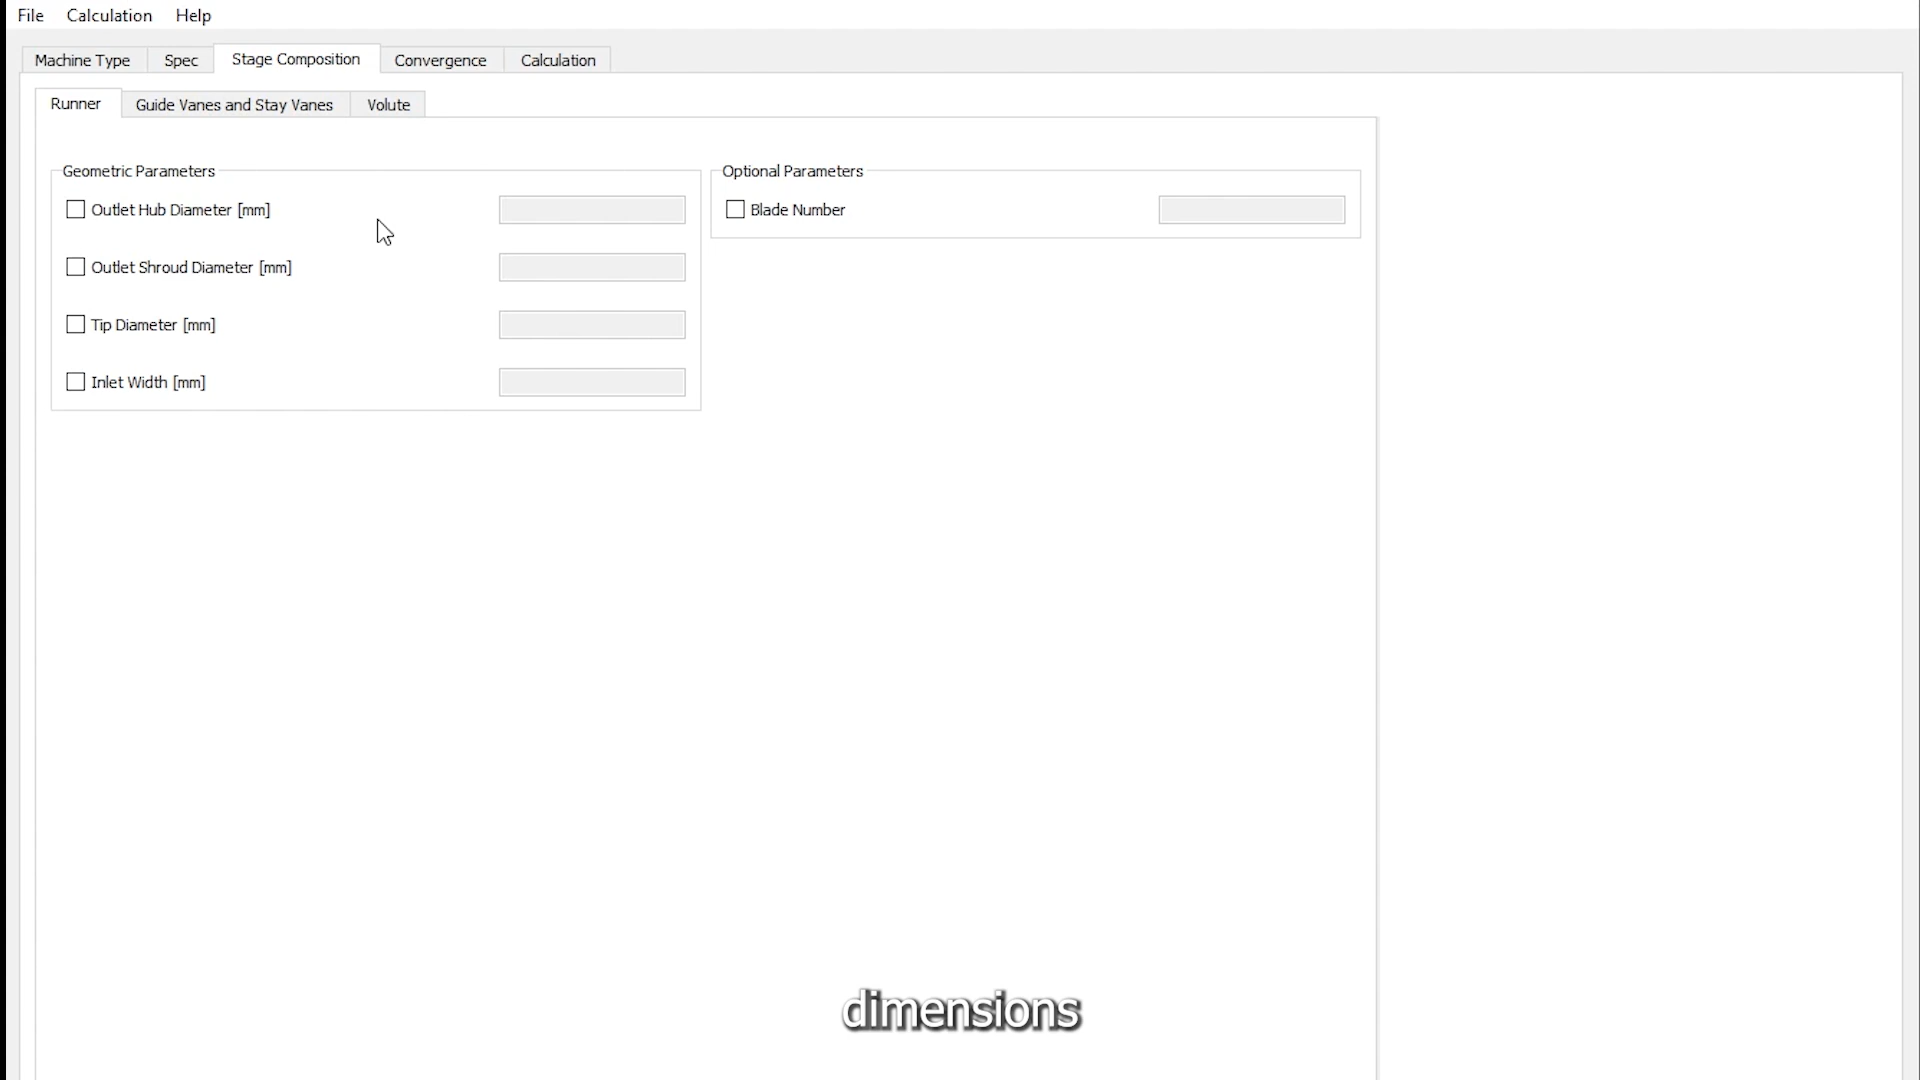 File Calculation Help
Machine Type Spec Stage Composition Convergence Calculation
Runner Guide Vanes and Stay Vanes Volute
Geometric Parameters
Outlet Hub Diameter [mm]
Outlet Shroud Diameter [mm]
Tip Diameter [mm]
Inlet Width [mm]
Optional Parameters
Blade Number
dimensions